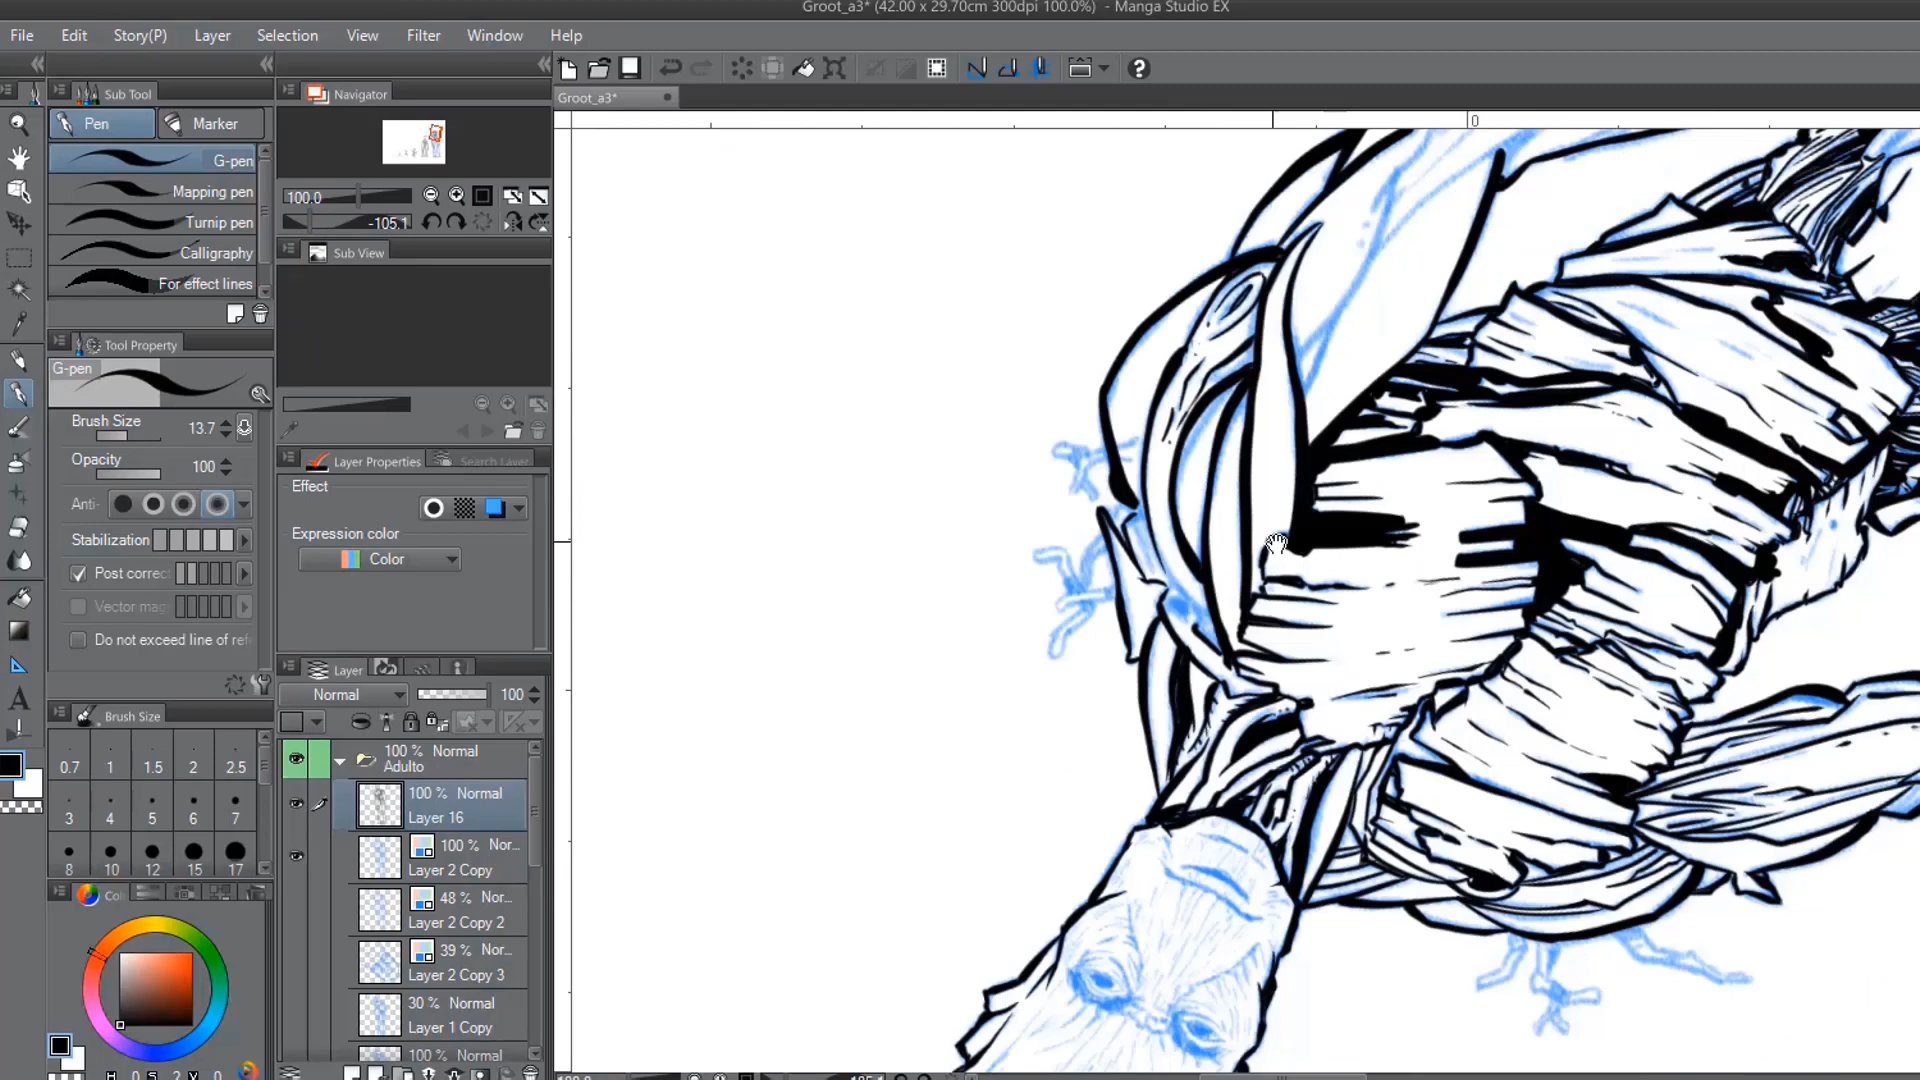 Groot_a3* (42.00 x 29.70cm 300dpi 100.0%) - Manga Studio EX
File Edit Story(P) Layer Selection View Filter Window Help
Sub Tool
Navigator
Groot_a3*
Pen Marker
0
G-pen
Mapping pen
Turnip pen
Calligraphy
For effect lines
100.0
-105.1
Sub View
Tool Property
G-pen
Brush Size 13.7
Opacity 100
Anti-
Stabilization
Post correc
Vector mag
Do not exceed line of ref
Layer Properties Search Layer
Effect
Expression color
Color
Brush Size
0.7 1 1.5 2 2.5
3 4 5 6 7
8 10 12 15 17
Co
Layer
Normal 100
100 % Normal
Adulto
100 % Normal
Layer 16
100 % Nor...
Layer 2 Copy
48 % Nor...
Layer 2 Copy 2
39 % Nor...
Layer 2 Copy 3
30 % Normal
Layer 1 Copy
100 % Normal